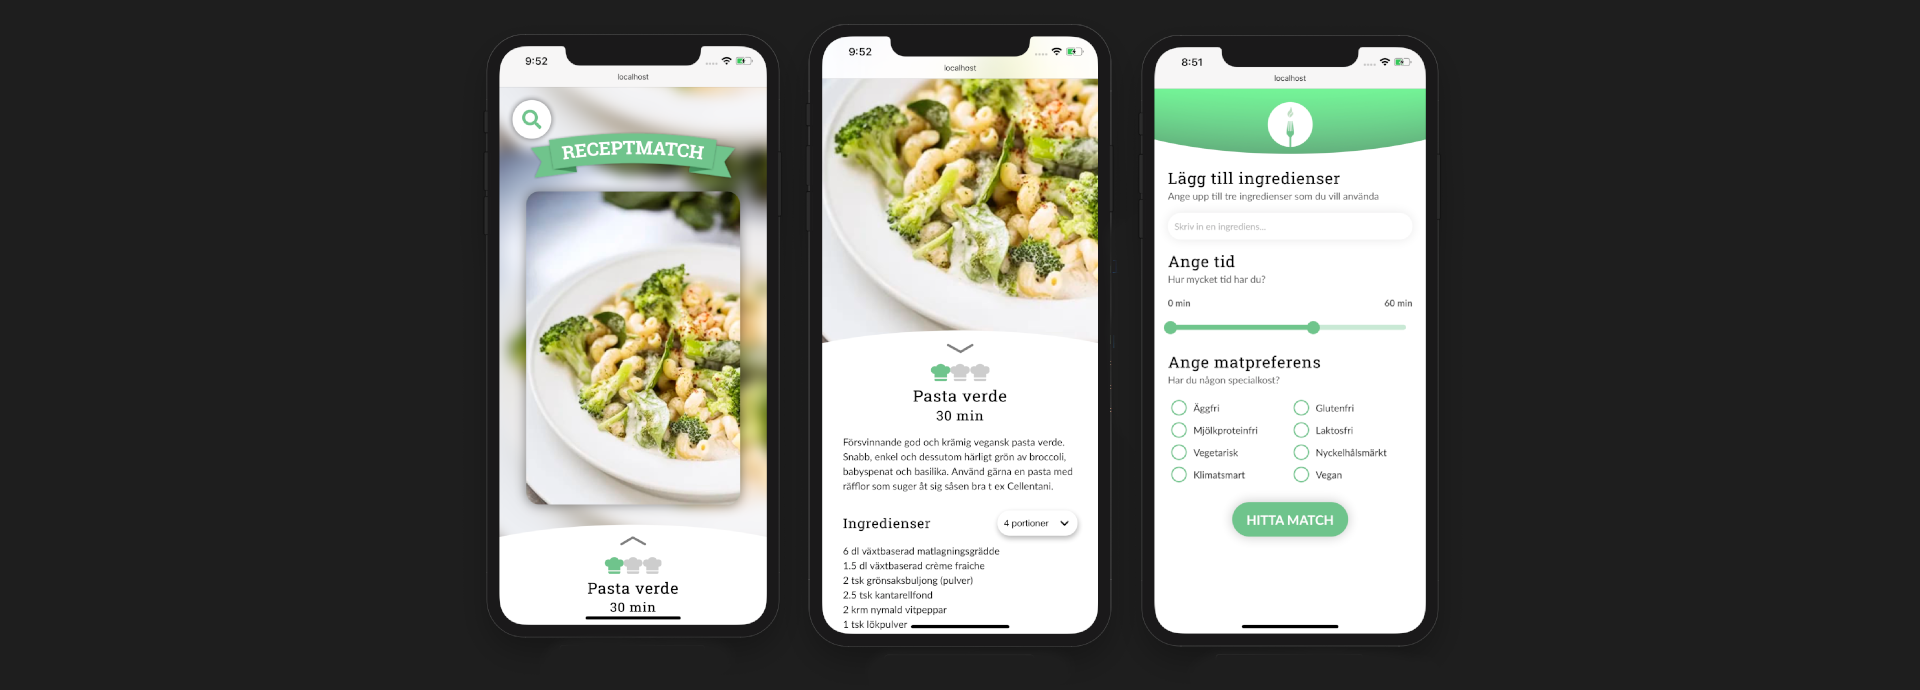 9:52
localhost
RECEPTMATCH
Pasta verde
30 min
9:52
localhost
Pasta verde
30 min
Försvinnande god och krämig vegansk pasta verde.
Snabb, enkel och dessutom härligt grön av broccoli,
babyspenat och basilika. Använd gärna en pasta med
räfflor som suger åt sig såsen bra t ex Cellentani.
Ingredienser
4 portioner
6 dl växtbaserad matlagningsgrädde
1.5 dl växtbaserad crème fraiche
2 tsk grönsaksbuljong (pulver)
2.5 tsk kantarellfond
2 krm nymald vitpeppar
1 tsk lökpulver
8:51
localhost
Lägg till ingredienser
Ange upp till tre ingredienser som du vill använda
Skriv in en ingrediens...
Ange tid
Hur mycket tid har du?
0 min
60 min
Ange matpreferens
Har du någon specialkost?
Äggfri
Glutenfri
Mjölkproteinfri
Laktosfri
Vegetarisk
Nyckelhålsmärkt
Klimatsmart
Vegan
HITTA MATCH